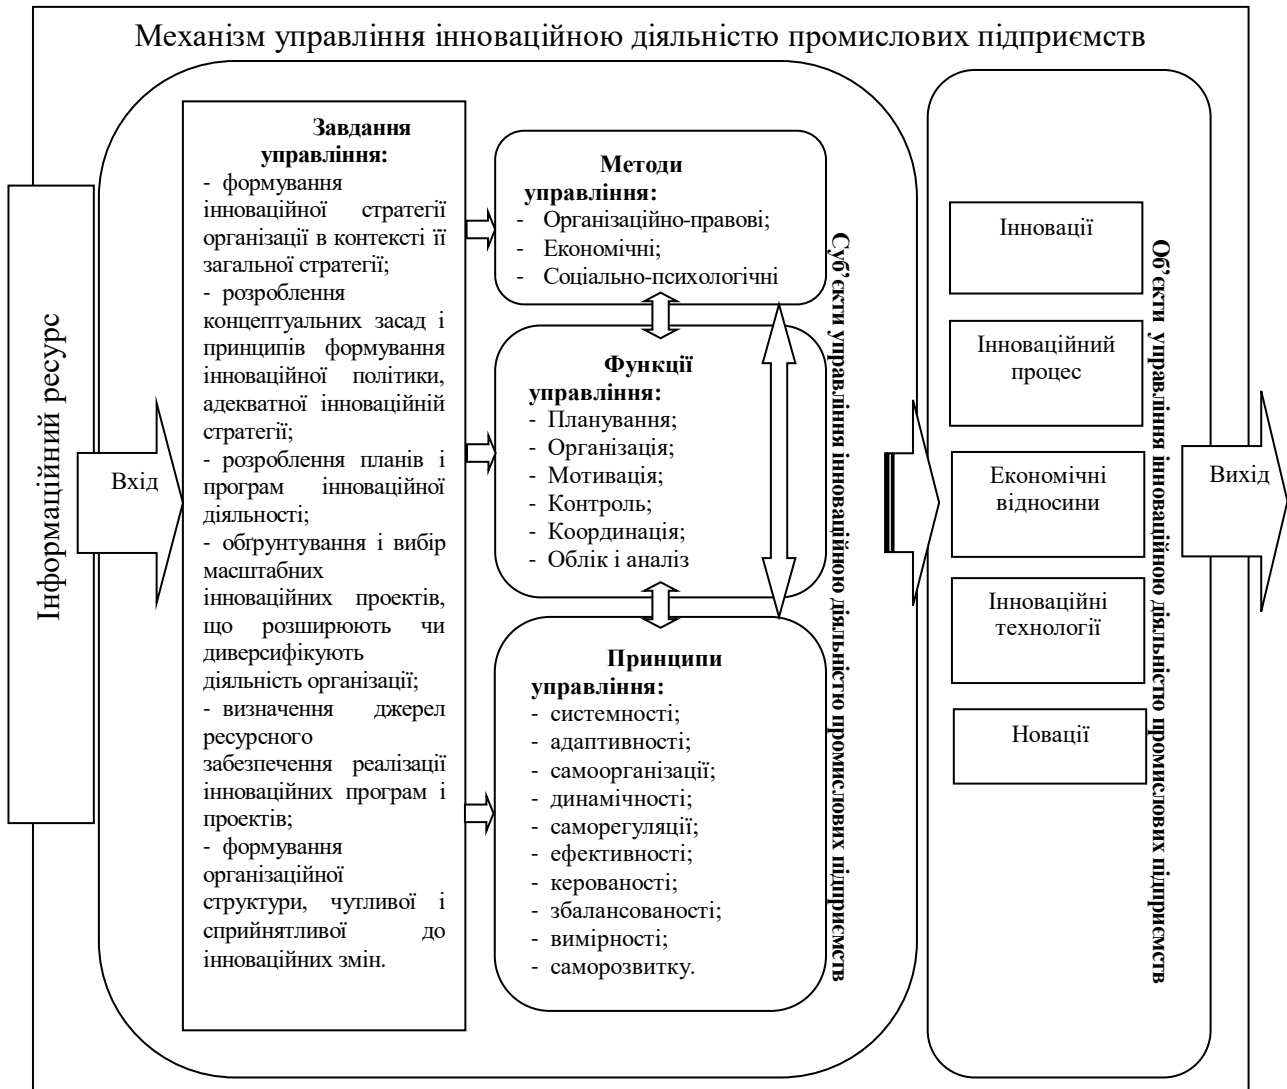 Механізм управління інноваційною діяльністю промислових підприємств
Інформаційний ресурс
Вхід
Завдання
управління:
- формування
інноваційної стратегії
організації в контексті її
загальної стратегії;
- розроблення
концептуальних засад і
принципів формування
інноваційної політики,
адекватної інноваційній
стратегії;
- розроблення планів і
програм інноваційної
діяльності;
- обґрунтування і вибір
масштабних
інноваційних проектів,
що розширюють чи
диверсифікують
діяльність організації;
- визначення джерел
ресурсного
забезпечення реалізації
інноваційних програм і
проектів;
- формування
організаційної
структури, чутливої і
сприйнятливої до
інноваційних змін.
Методи
управління:
- Організаційно-правові;
- Економічні;
- Соціально-психологічні
Функції
управління:
- Планування;
- Організація;
- Мотивація;
- Контроль;
- Координація;
- Облік і аналіз
Принципи
управління:
- системності;
- адаптивності;
- самоорганізації;
- динамічності;
- саморегуляції;
- ефективності;
- керованості;
- збалансованості;
- вимірності;
- саморозвитку.
Суб’єкти управління інноваційною діяльністю промислових підприємств
Інновації
Інноваційний
процес
Економічні
відносини
Інноваційні
технології
Новації
Об’єкти управління інноваційною діяльністю промислових підприємств
Вихід